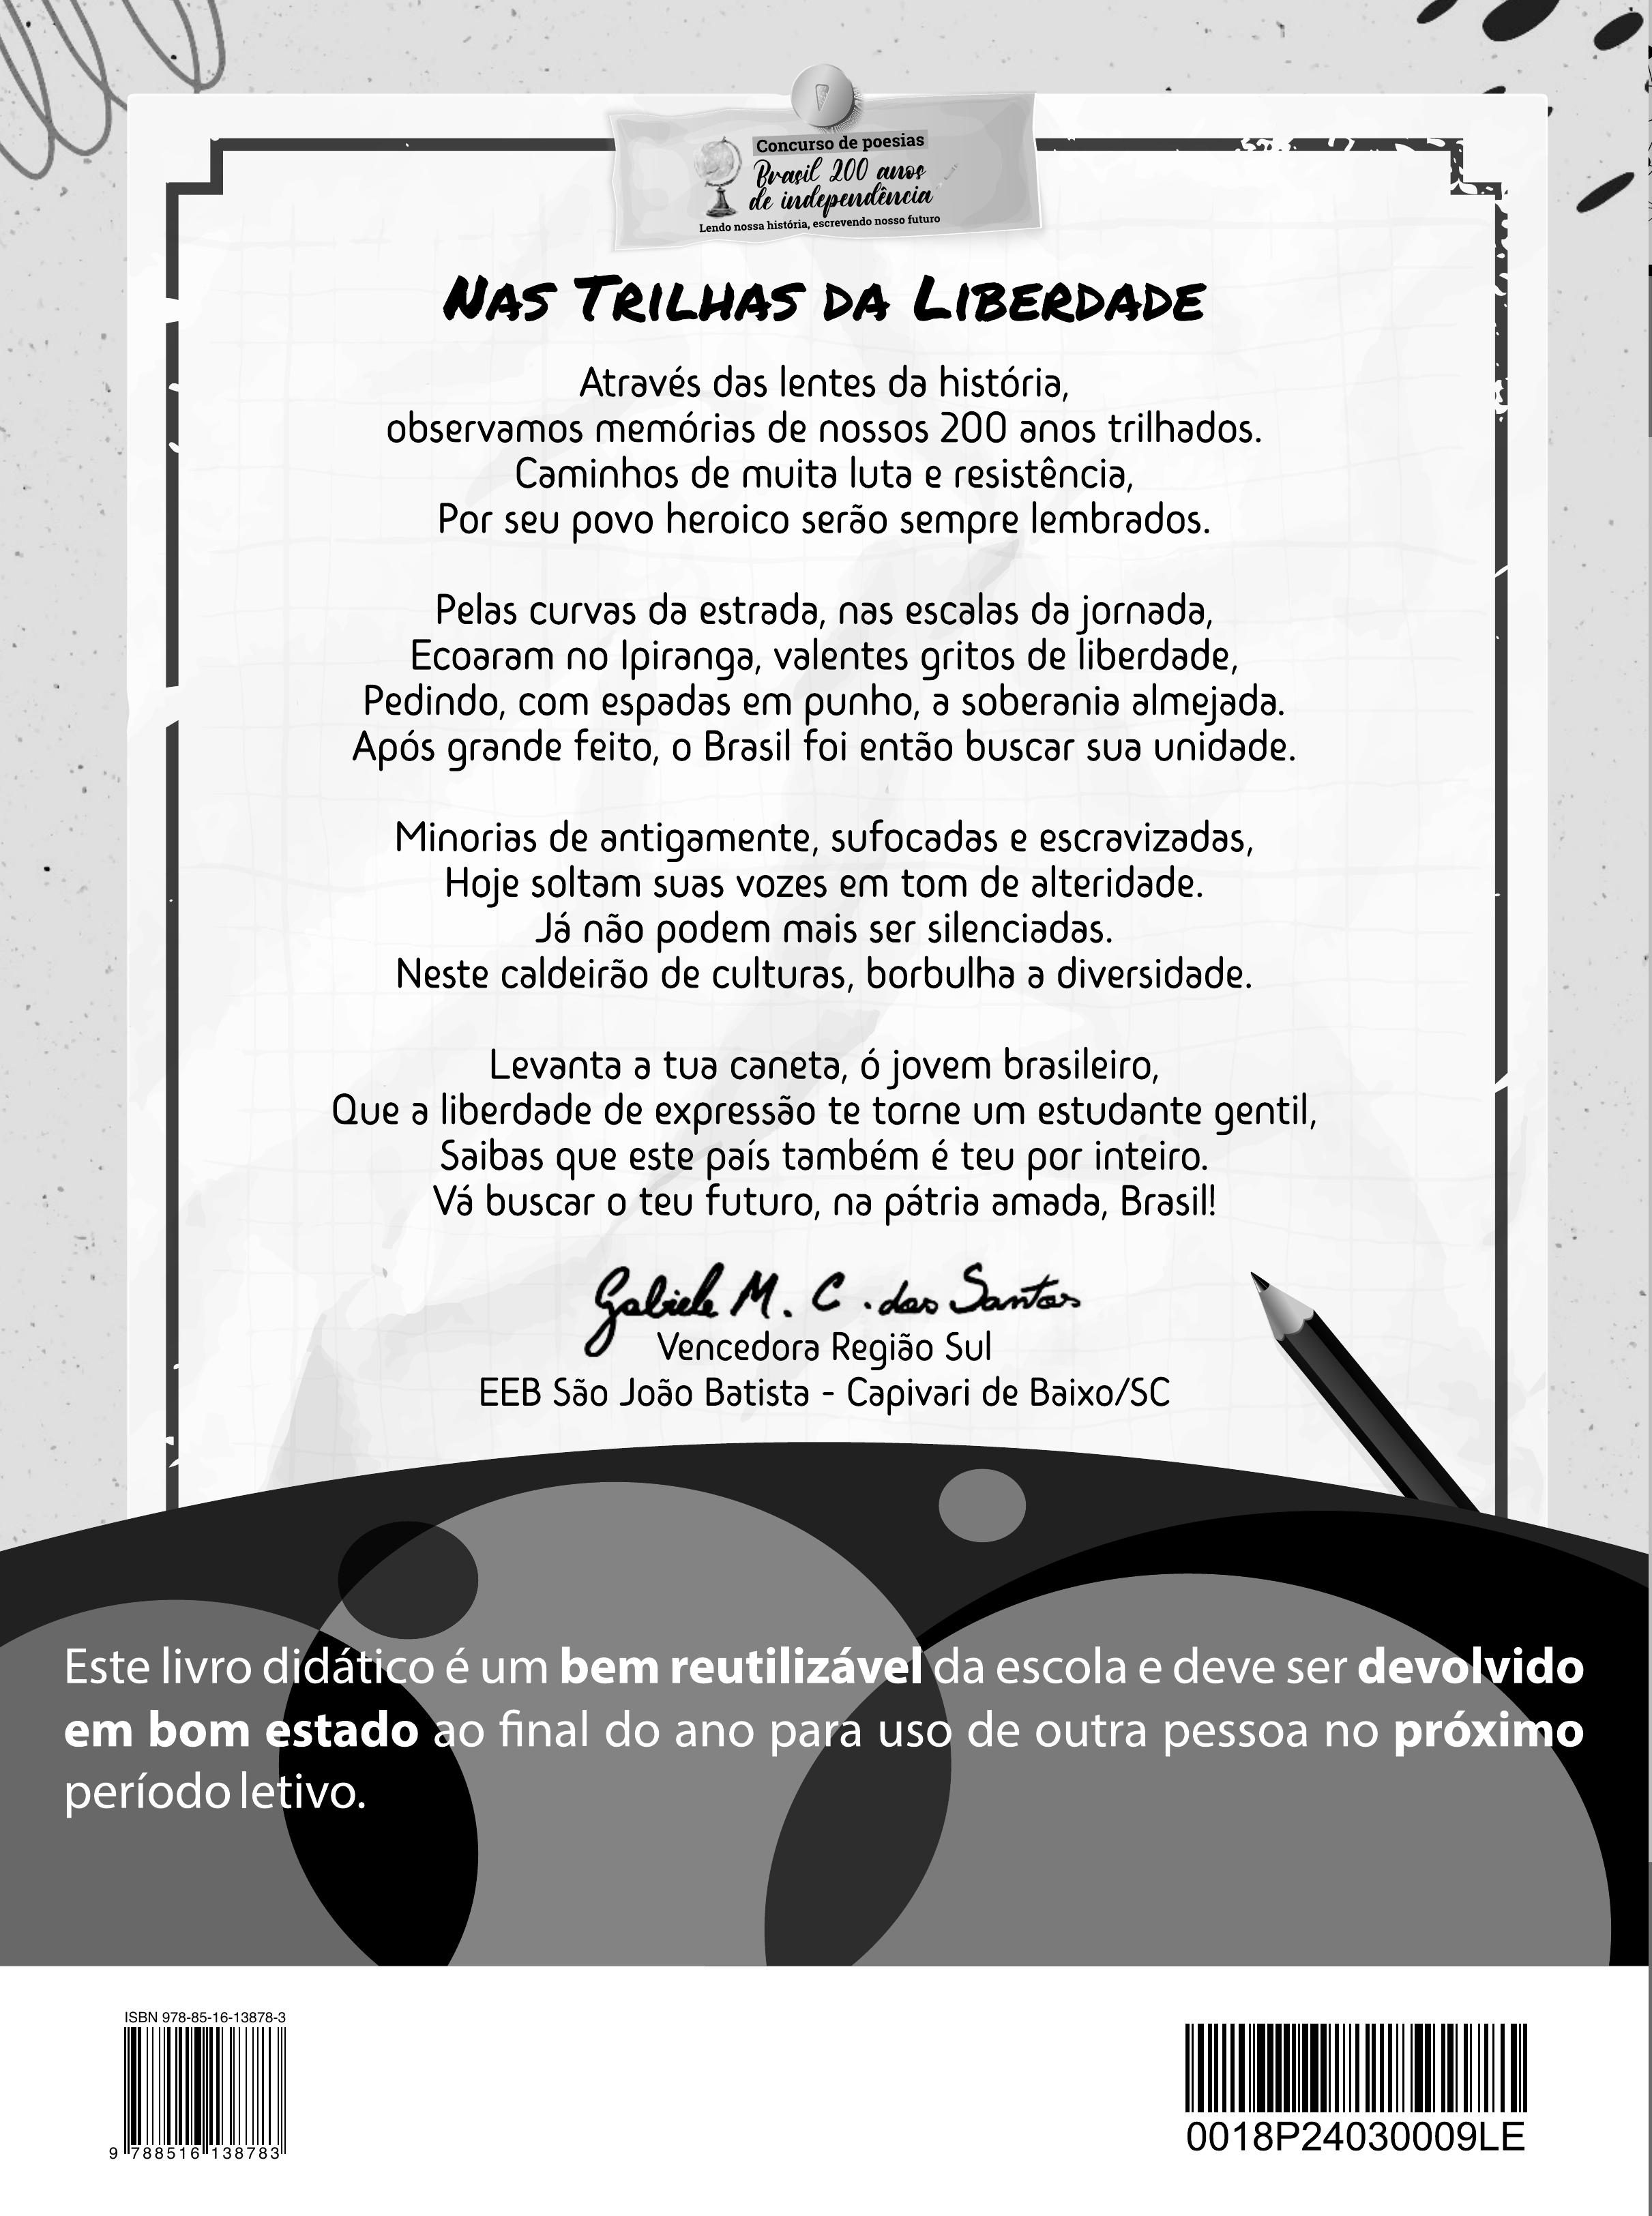 Concurso de poesias
Brasil 200 anos
de independência
Lendo nossa história, escrevendo nosso futuro
Nas Trilhas da Liberdade
Através das lentes da história,
observamos memórias de nossos 200 anos trilhados.
Caminhos de muita luta e resistência,
Por seu povo heroico serão sempre lembrados.
Pelas curvas da estrada, nas escalas da jornada,
Ecoaram no Ipiranga, valentes gritos de liberdade,
Pedindo, com espadas em punho, a soberania almejada.
Após grande feito, o Brasil foi então buscar sua unidade.
Minorias de antigamente, sufocadas e escravizadas,
Hoje soltam suas vozes em tom de alteridade.
Já não podem mais ser silenciadas.
Neste caldeirão de culturas, borbulha a diversidade.
Levanta a tua caneta, ó jovem brasileiro,
Que a liberdade de expressão te torne um estudante gentil,
Saibas que este país também é teu por inteiro.
Vá buscar o teu futuro, na pátria amada, Brasil!
Gabriele M. C. dos Santos
Vencedora Região Sul
EEB São João Batista - Capivari de Baixo/SC
Este livro didático é um bem reutilizável da escola e deve ser devolvido
em bom estado ao final do ano para uso de outra pessoa no próximo
período letivo.
ISBN 978-85-16-13878-3
9 788516 138783
0018P24030009LE